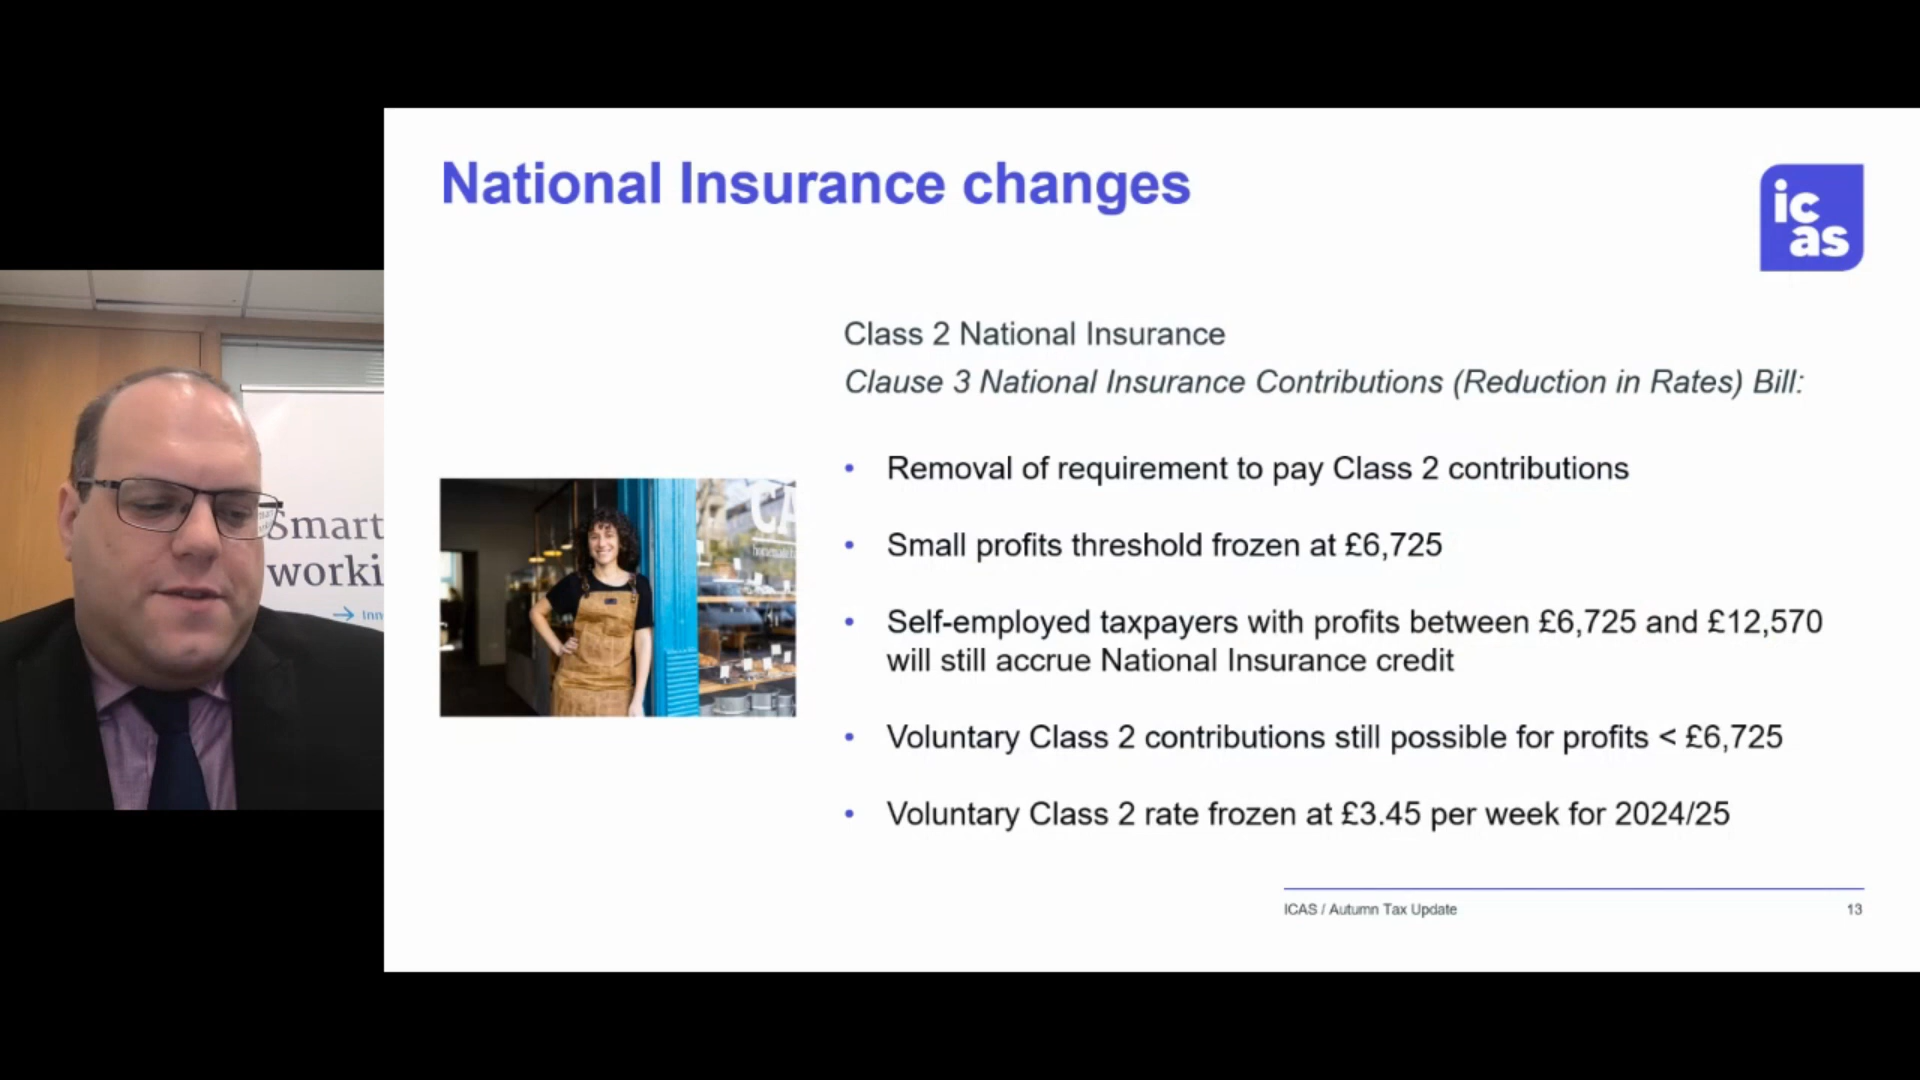 National Insurance changes
ic
as
Class 2 National Insurance
Clause 3 National Insurance Contributions (Reduction in Rates) Bill:
• Removal of requirement to pay Class 2 contributions
• Small profits threshold frozen at £6,725
• Self-employed taxpayers with profits between £6,725 and £12,570
will still accrue National Insurance credit
• Voluntary Class 2 contributions still possible for profits < £6,725
• Voluntary Class 2 rate frozen at £3.45 per week for 2024/25
ICAS / Autumn Tax Update
13
Smart
worki
→ Inn
CA